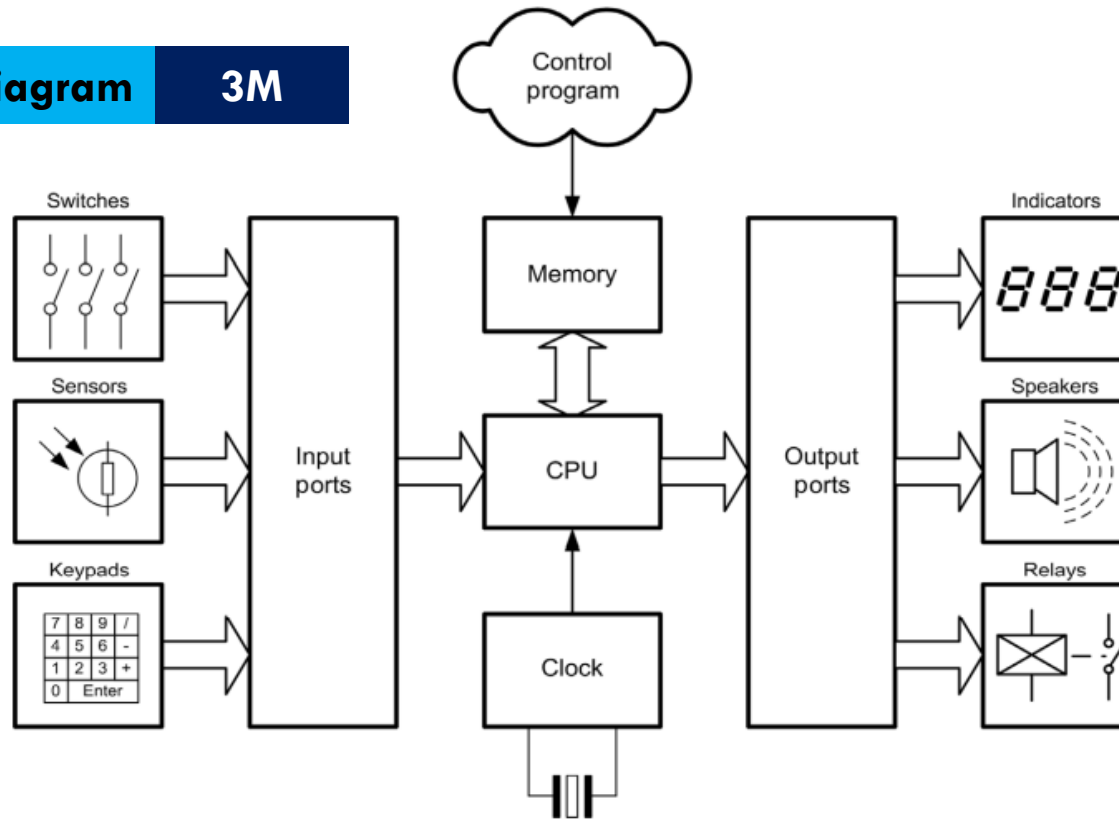 iagram 3M
Control
program
Switches
Indicators
888
Memory
Sensors
Speakers
Input
ports
CPU
Output
ports
Keypads
Relays
7 8 9 /
4 5 6 -
1 2 3 +
0 Enter
Clock